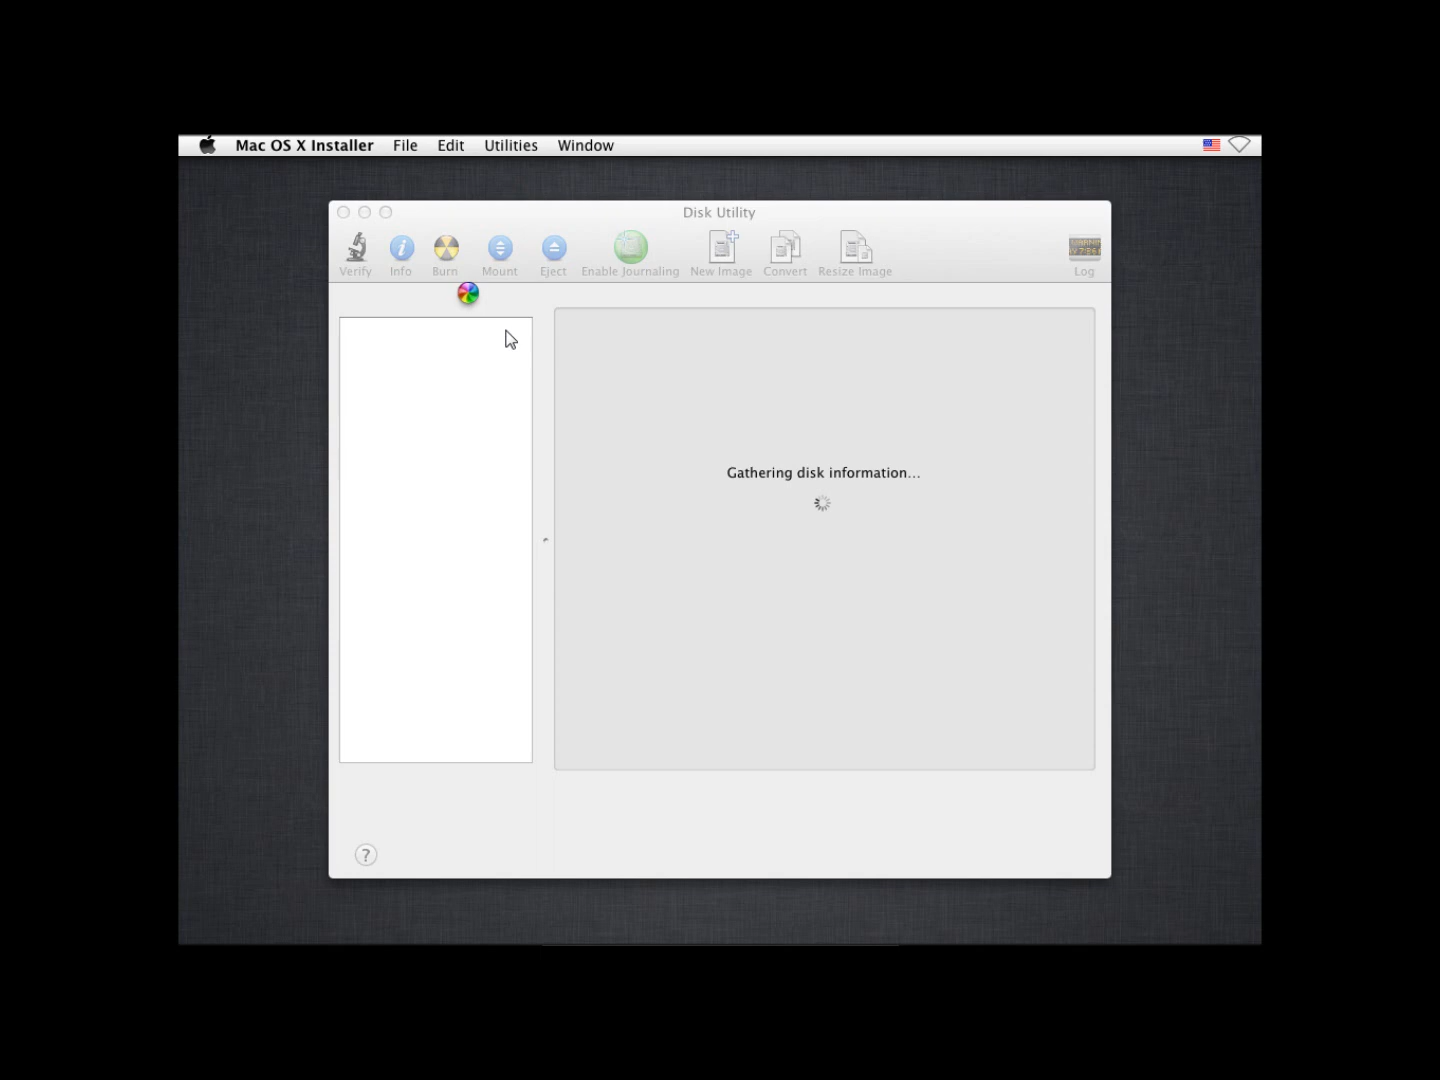 Mac OS X Installer File Edit Utilities Window
Disk Utility
Verify Info Burn Mount Eject Enable Journaling New Image Convert Resize Image Log
Gathering disk information...
?